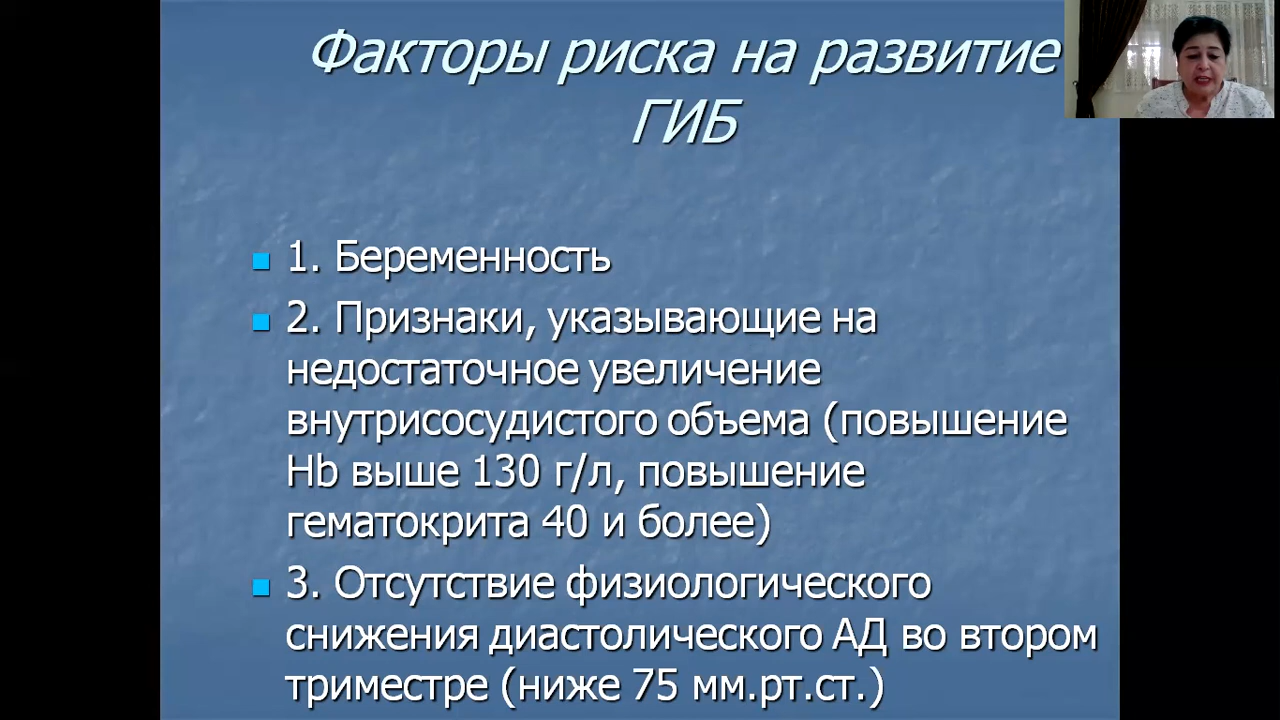 Факторы риска на развитие
ГИБ
1. Беременность
2. Признаки, указывающие на
недостаточное увеличение
внутрисосудистого объема (повышение
Hb выше 130 г/л, повышение
гематокрита 40 и более)
3. Отсутствие физиологического
снижения диастолического АД во втором
триместре (ниже 75 мм.рт.ст.)